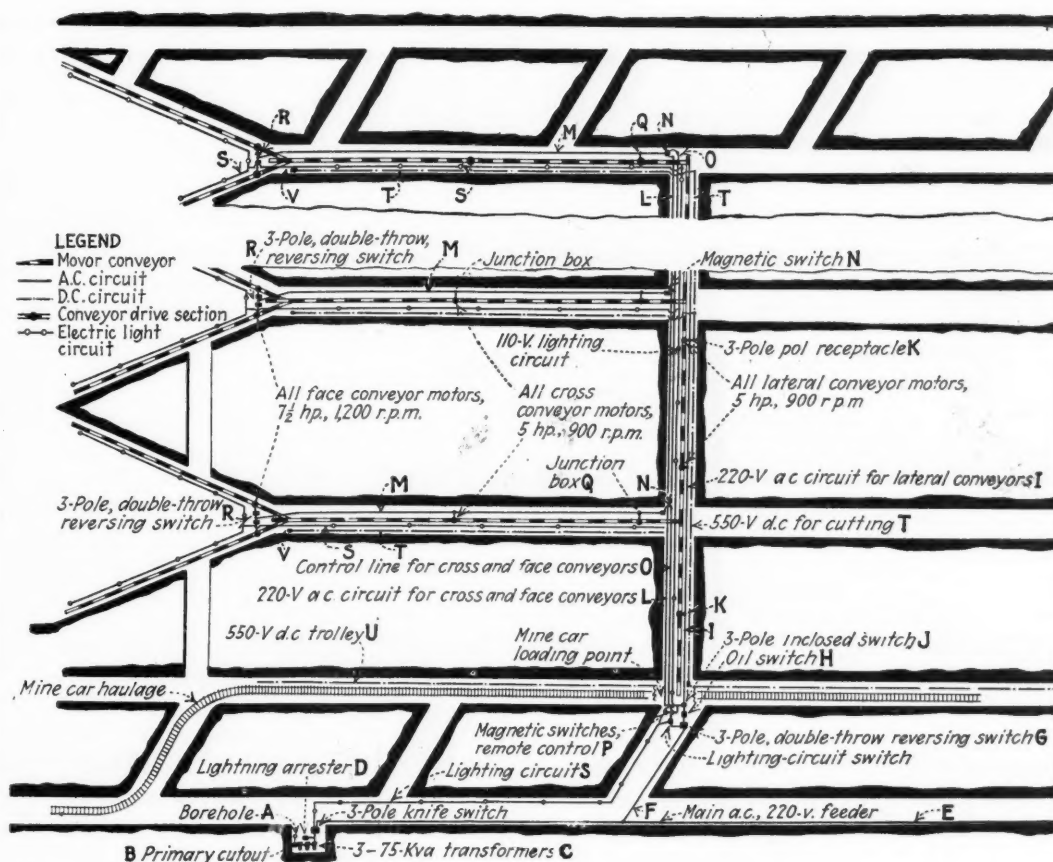 R
M
Q
N
O
S
V
T
S
L
T
LEGEND
Movor conveyor
A.C. circuit
D.C. circuit
Conveyor drive section
Electric light
circuit
R
3-Pole, double-throw,
reversing switch
M
Junction box
Magnetic switch N
110-V. lighting
circuit
3-Pole pol receptacle K
All face conveyor motors,
7½ hp., 1,200 r.p.m.
All cross
conveyor motors,
5 hp., 900 r.p.m.
All lateral conveyor motors,
5 hp., 900 r.p.m
Junction
box Q
N
M
220-V a c circuit for lateral conveyors I
3-Pole, double-throw
reversing switch
R
550-V d.c for cutting T
V
S
T
Control line for cross and face conveyors O
220-V a c. circuit for cross and face conveyors L
K
I
550-V d.c trolley U
Mine car
loading point
3-Pole inclosed switch J
Oil switch H
Mine car haulage
Magnetic switches,
remote control P
3-Pole, double-throw reversing switch G
Lighting-circuit switch
Lightning arrester D
Lighting circuit S
Borehole A
3-Pole knife switch
F
Main a.c., 220-v. feeder
E
B Primary cutout
3-75-Kva transformers C